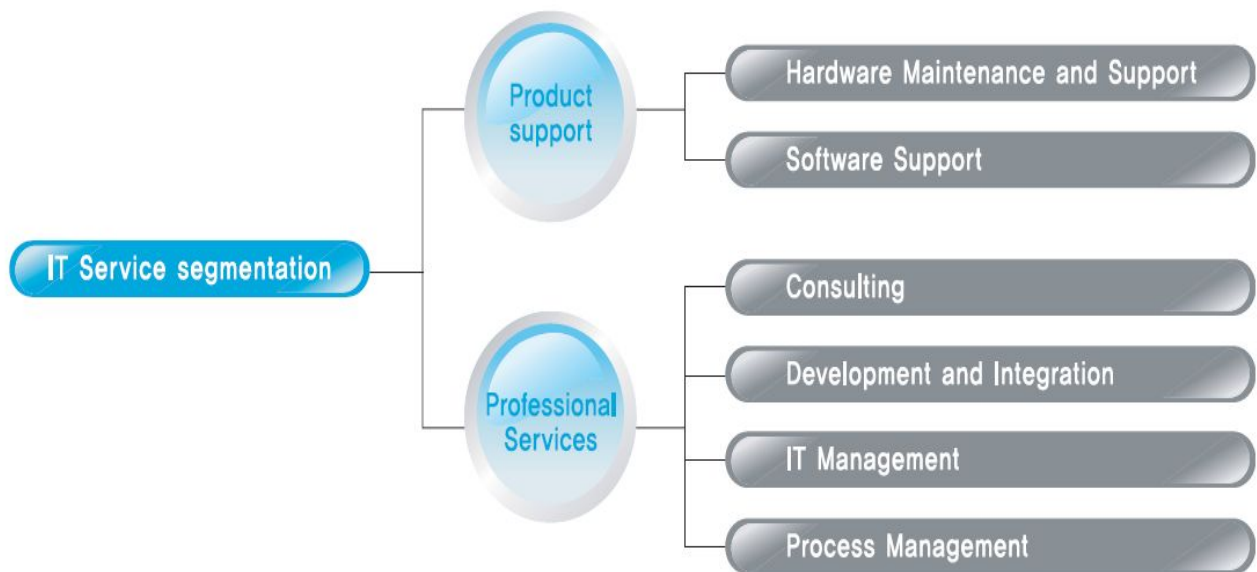 IT Service segmentation
Product
support
Hardware Maintenance and Support
Software Support
Professional
Services
Consulting
Development and Integration
IT Management
Process Management